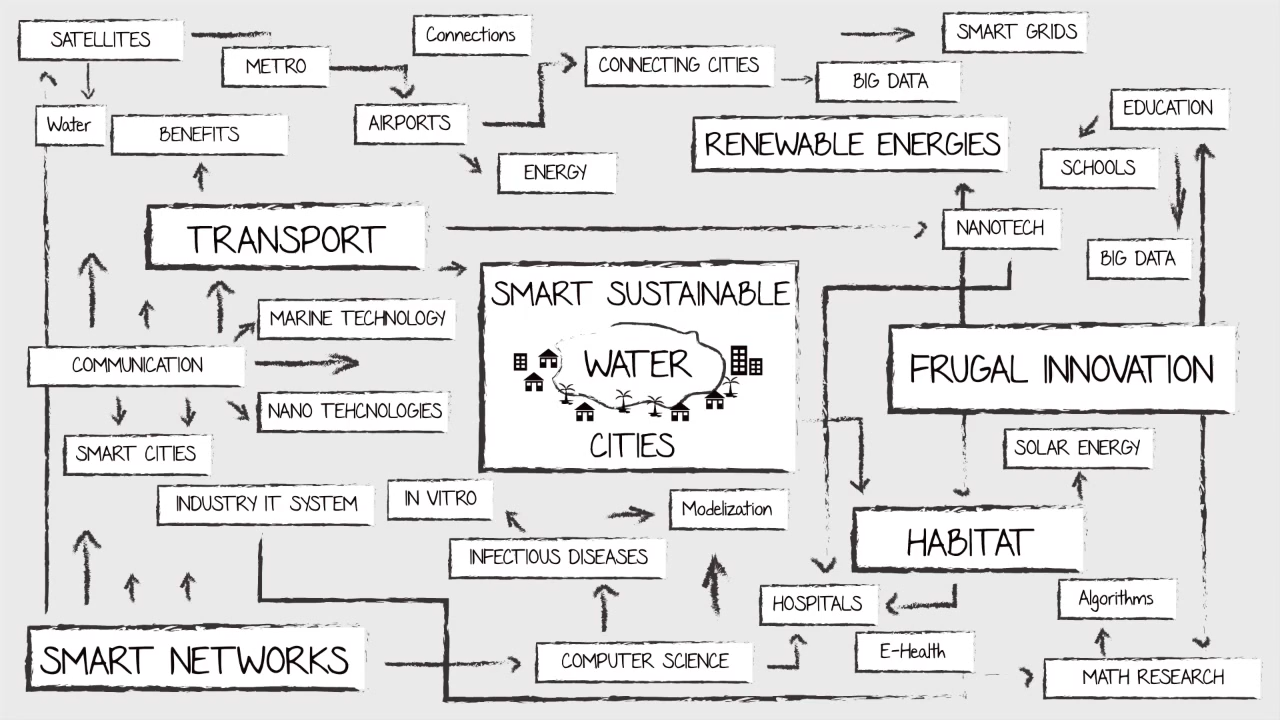 SATELLITES
METRO
Connections
CONNECTING CITIES
SMART GRIDS
BIG DATA
Water
BENEFITS
AIRPORTS
ENERGY
RENEWABLE ENERGIES
EDUCATION
SCHOOLS
TRANSPORT
NANOTECH
BIG DATA
SMART SUSTAINABLE
WATER
CITIES
MARINE TECHNOLOGY
COMMUNICATION
NANO TEHCNOLOGIES
SMART CITIES
FRUGAL INNOVATION
SOLAR ENERGY
INDUSTRY IT SYSTEM
IN VITRO
Modelization
HABITAT
INFECTIOUS DISEASES
HOSPITALS
Algorithms
SMART NETWORKS
COMPUTER SCIENCE
E-Health
MATH RESEARCH